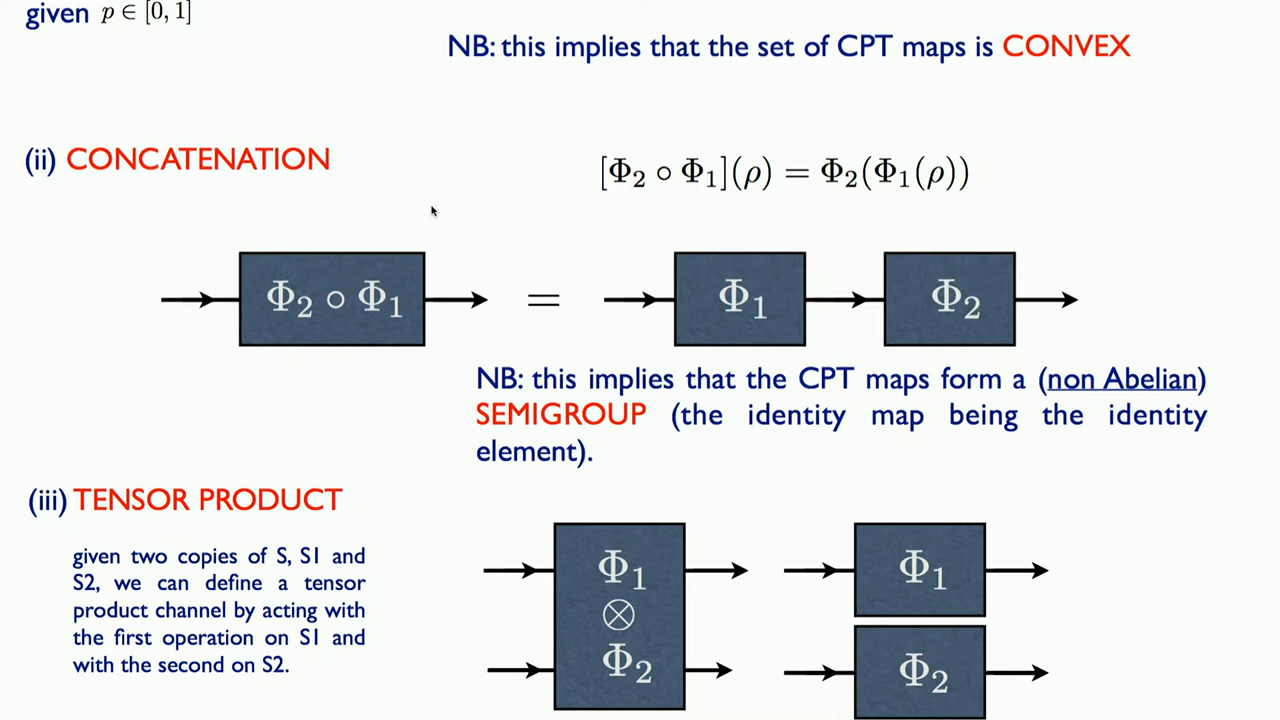 given p ∈ [0, 1]
NB: this implies that the set of CPT maps is CONVEX
(ii) CONCATENATION
[Φ₂ ∘ Φ₁](ρ) = Φ₂(Φ₁(ρ))
Φ₂ ∘ Φ₁ = Φ₁ Φ₂
NB: this implies that the CPT maps form a (non Abelian)
SEMIGROUP (the identity map being the identity
element).
(iii) TENSOR PRODUCT
given two copies of S, S1 and
S2, we can define a tensor
product channel by acting with
the first operation on S1 and
with the second on S2.
Φ₁
⊗
Φ₂
Φ₁
Φ₂